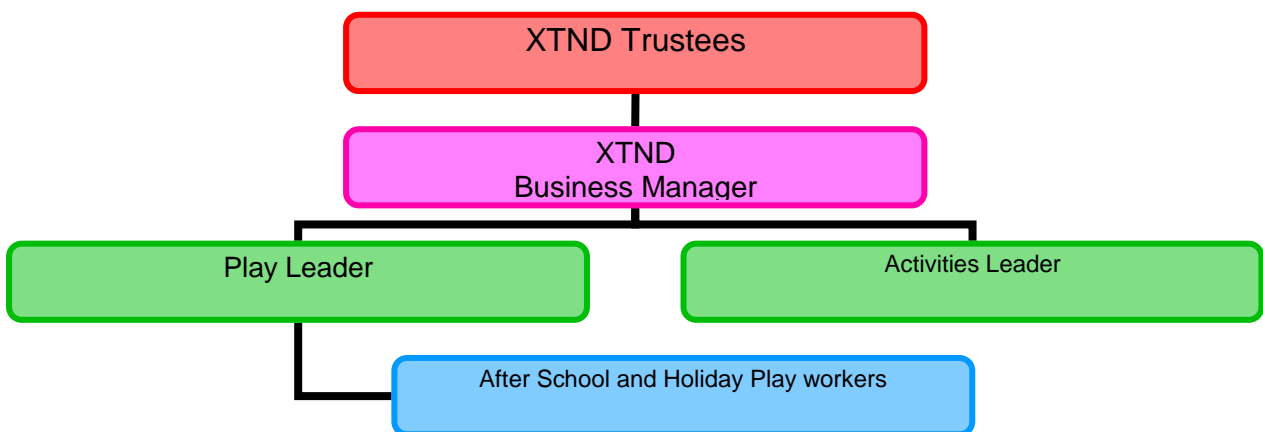 XTND Trustees
XTND
Business Manager
Play Leader
Activities Leader
After School and Holiday Play workers